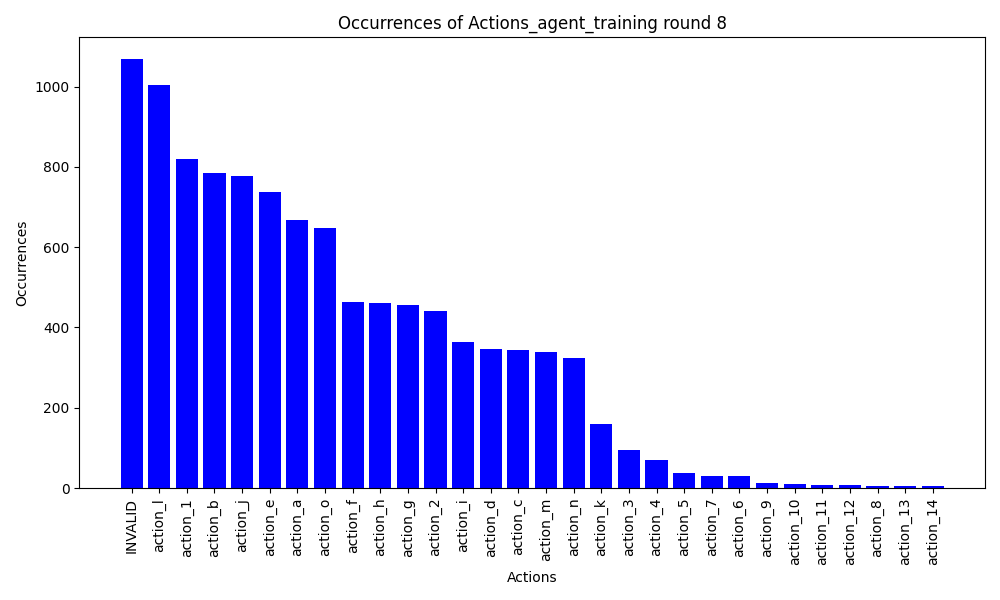 Occurrences of Actions_agent_training round 8
Occurrences
1000
800
600
400
200
0
INVALID
action_l
action_1
action_b
action_j
action_e
action_a
action_o
action_f
action_h
action_g
action_2
action_i
action_d
action_c
action_m
action_n
action_k
action_3
action_4
action_5
action_7
action_6
action_9
action_10
action_11
action_12
action_8
action_13
action_14
Actions